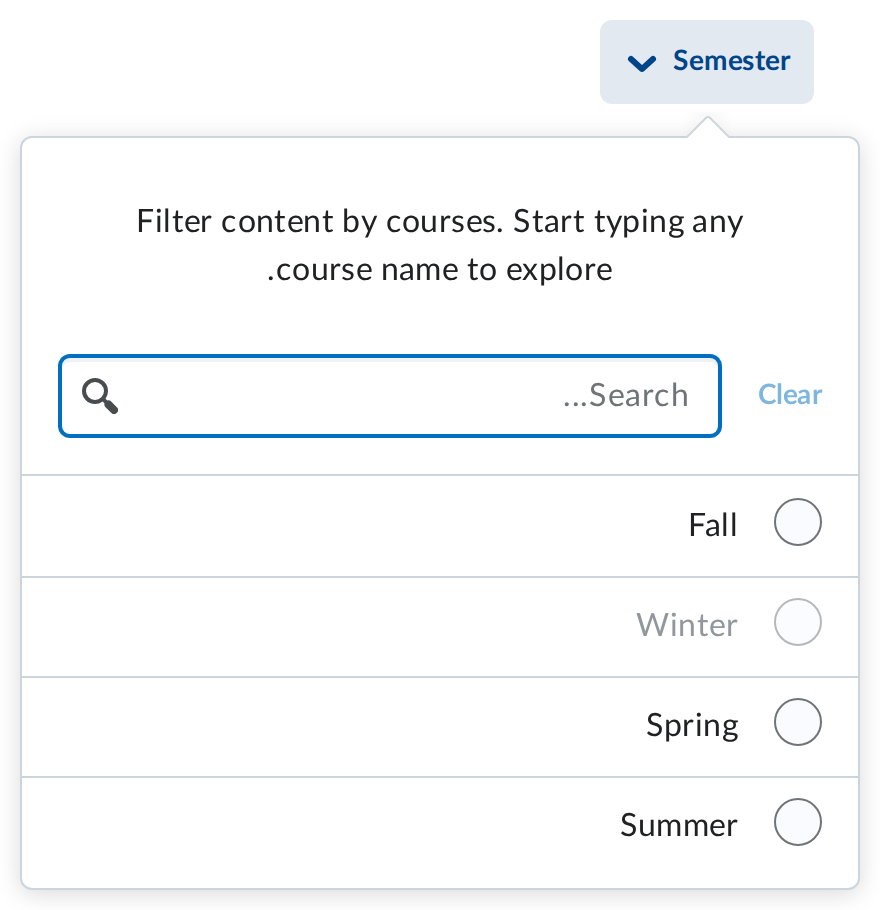 Semester
Filter content by courses. Start typing any
.course name to explore
...Search
Clear
Fall
Winter
Spring
Summer